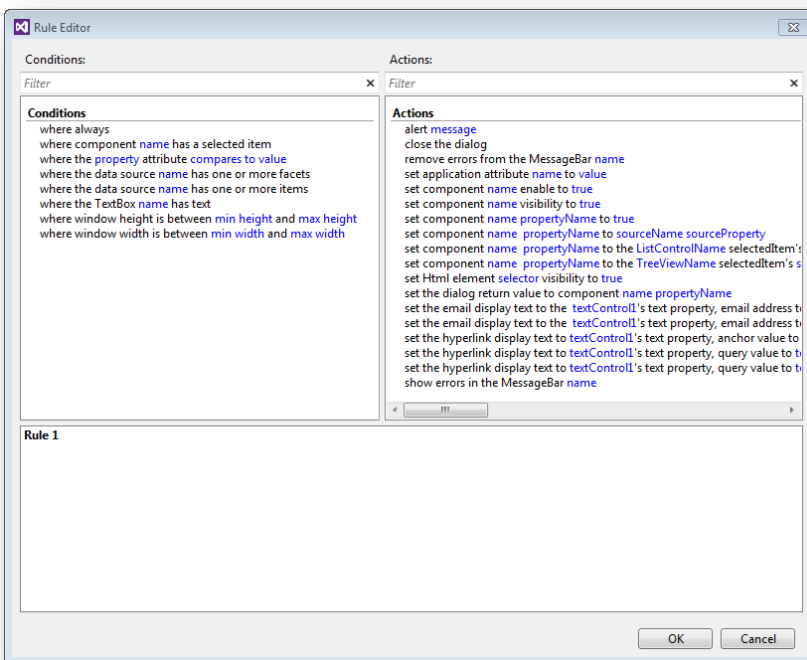 Rule Editor
Conditions:
Filter
Conditions
where always
where component name has a selected item
where the property attribute compares to value
where the data source name has one or more facets
where the data source name has one or more items
where the TextBox name has text
where window height is between min height and max height
where window width is between min width and max width
Actions:
Filter
Actions
alert message
close the dialog
remove errors from the MessageBar name
set application attribute name to value
set component name enable to true
set component name visibility to true
set component name propertyName to true
set component name propertyName to sourceName sourceProperty
set component name propertyName to the ListControlName selectedItem's
set component name propertyName to the TreeViewName selectedItem's s
set Html element selector visibility to true
set the dialog return value to component name propertyName
set the email display text to the textControl1's text property, email address t
set the email display text to the textControl1's text property, email address t
set the hyperlink display text to textControl1's text property, anchor value to
set the hyperlink display text to textControl1's text property, query value to t
set the hyperlink display text to textControl1's text property, query value to t
show errors in the MessageBar name
Rule 1
OK
Cancel